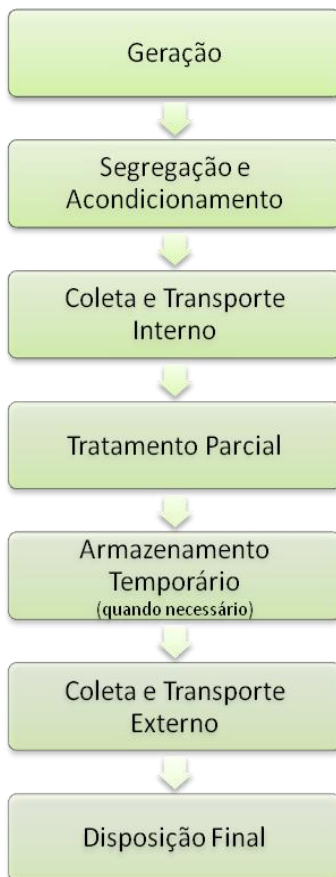 Geração
Segregação e
Acondicionamento
Coleta e Transporte
Interno
Tratamento Parcial
Armazenamento
Temporário
(quando necessário)
Coleta e Transporte
Externo
Disposição Final